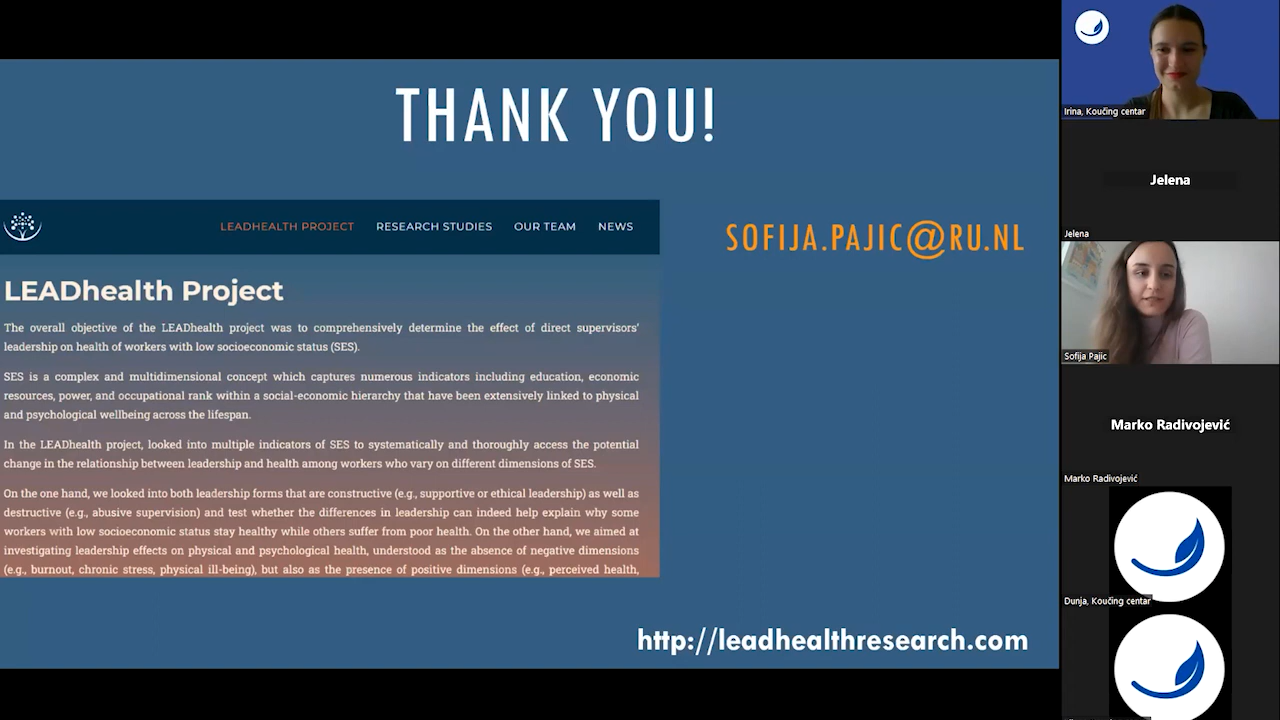 THANK YOU!
LEADHEALTH PROJECT RESEARCH STUDIES OUR TEAM NEWS
SOFIJA.PAJIC@RU.NL
LEADhealth Project
The overall objective of the LEADhealth project was to comprehensively determine the effect of direct supervisors'
leadership on health of workers with low socioeconomic status (SES).
SES is a complex and multidimensional concept which captures numerous indicators including education, economic
resources, power, and occupational rank within a social-economic hierarchy that have been extensively linked to physical
and psychological wellbeing across the lifespan.
In the LEADhealth project, looked into multiple indicators of SES to systematically and thoroughly access the potential
change in the relationship between leadership and health among workers who vary on different dimensions of SES.
On the one hand, we looked into both leadership forms that are constructive (e.g., supportive or ethical leadership) as well as
destructive (e.g., abusive supervision) and test whether the differences in leadership can indeed help explain why some
workers with low socioeconomic status stay healthy while others suffer from poor health. On the other hand, we aimed at
investigating leadership effects on physical and psychological health, understood as the absence of negative dimensions
(e.g., burnout, chronic stress, physical ill-being), but also as the presence of positive dimensions (e.g., perceived health,
http://leadhealthresearch.com
Irina, Koučing centar
Jelena
Jelena
Sofija Pajic
Marko Radivojević
Marko Radivojević
Dunja, Koučing centar